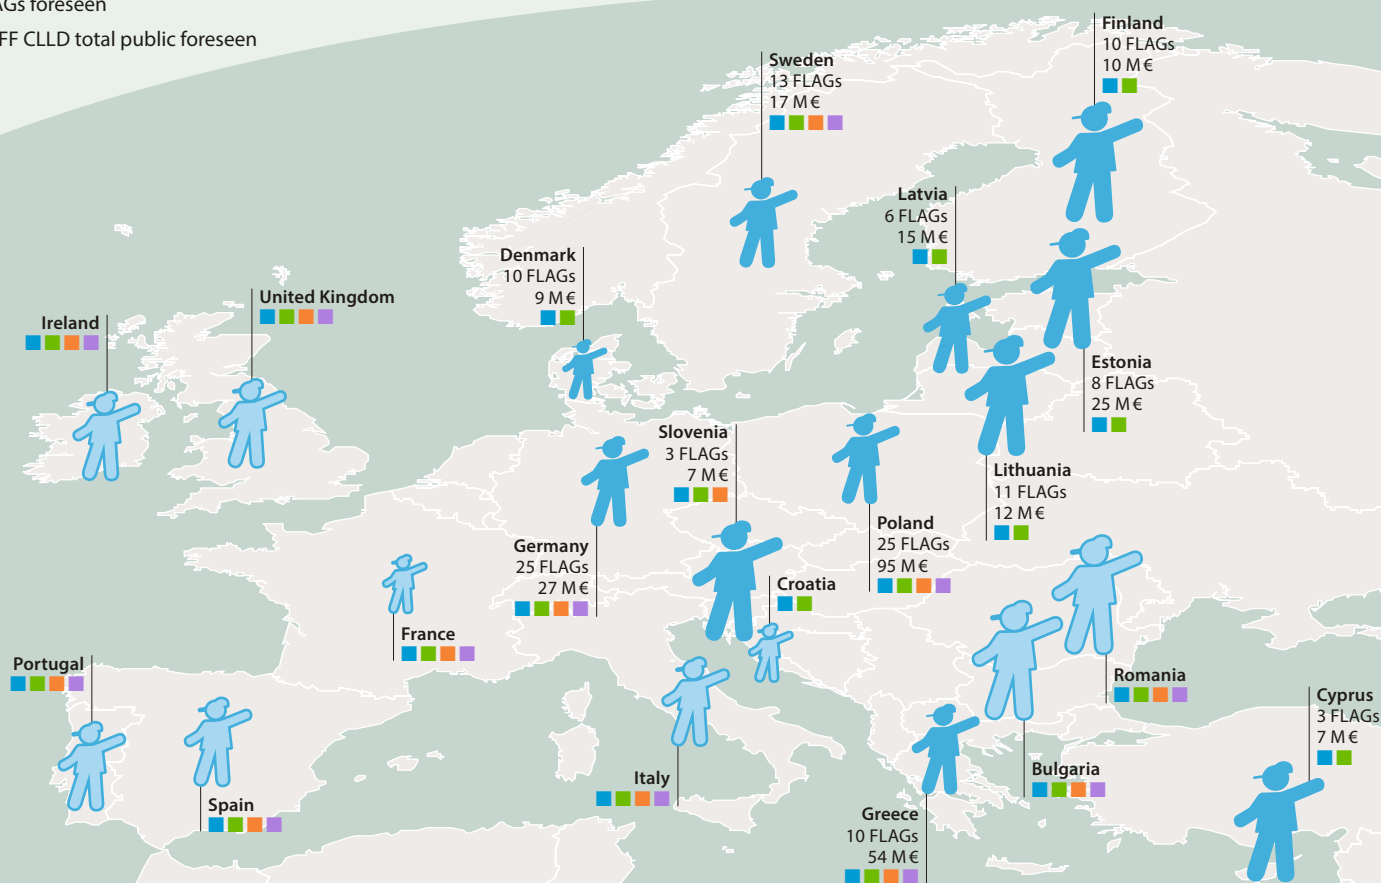 AGs foreseen
FF CLLD total public foreseen
Finland
10 FLAGs
10 M€
Sweden
13 FLAGs
17 M€
Latvia
6 FLAGs
15 M€
Denmark
10 FLAGs
9 M€
United Kingdom
Ireland
Estonia
8 FLAGs
25 M€
Slovenia
3 FLAGs
7 M€
Lithuania
11 FLAGs
12 M€
Poland
25 FLAGs
95 M€
Germany
25 FLAGs
27 M€
Croatia
France
Portugal
Romania
Cyprus
3 FLAGs
7 M€
Bulgaria
Italy
Spain
Greece
10 FLAGs
54 M€